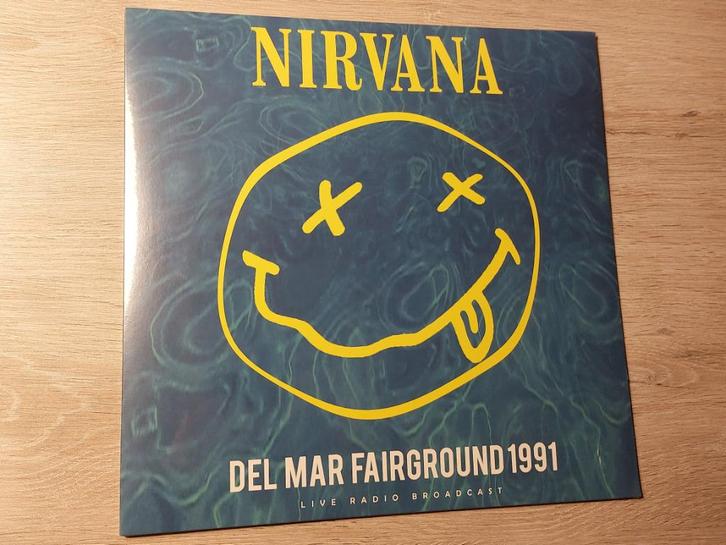 NIRVANA
DEL MAR FAIRGROUND 1991
LIVE RADIO BROADCAST